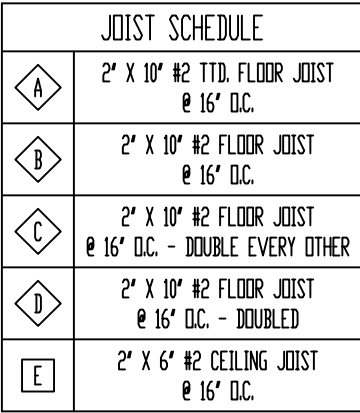 JOIST SCHEDULE
A
2" X 10" #2 TTD. FLOOR JOIST
@ 16" O.C.
B
2" X 10" #2 FLOOR JOIST
@ 16" O.C.
C
2" X 10" #2 FLOOR JOIST
@ 16" O.C. - DOUBLE EVERY OTHER
D
2" X 10" #2 FLOOR JOIST
@ 16" O.C. - DOUBLED
E
2" X 6" #2 CEILING JOIST
@ 16" O.C.